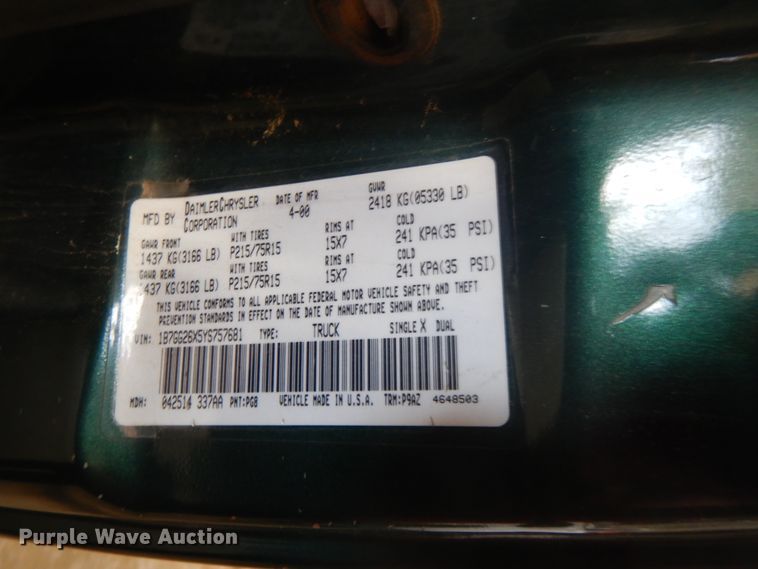 MFD BY DAIMLERCHRYSLER CORPORATION DATE OF MFR 4-00 GVWR 2418 KG(05330 LB)
GAWR FRONT WITH TIRES RIMS AT COLD
1437 KG(3166 LB) P215/75R15 15X7 241 KPA(35 PSI)
GAWR REAR WITH TIRES RIMS AT COLD
1437 KG(3166 LB) P215/75R15 15X7 241 KPA(35 PSI)
THIS VEHICLE CONFORMS TO ALL APPLICABLE FEDERAL MOTOR VEHICLE SAFETY AND THEFT
PREVENTION STANDARDS IN EFFECT ON THE DATE OF MANUFACTURE SHOWN ABOVE.
VIN: 1B7GG26X5YS757681 TYPE: TRUCK SINGLE X DUAL
MDH: 042514 337AA PNT:PG8 VEHICLE MADE IN U.S.A. TRM:P9AZ 4648503
Purple Wave Auction